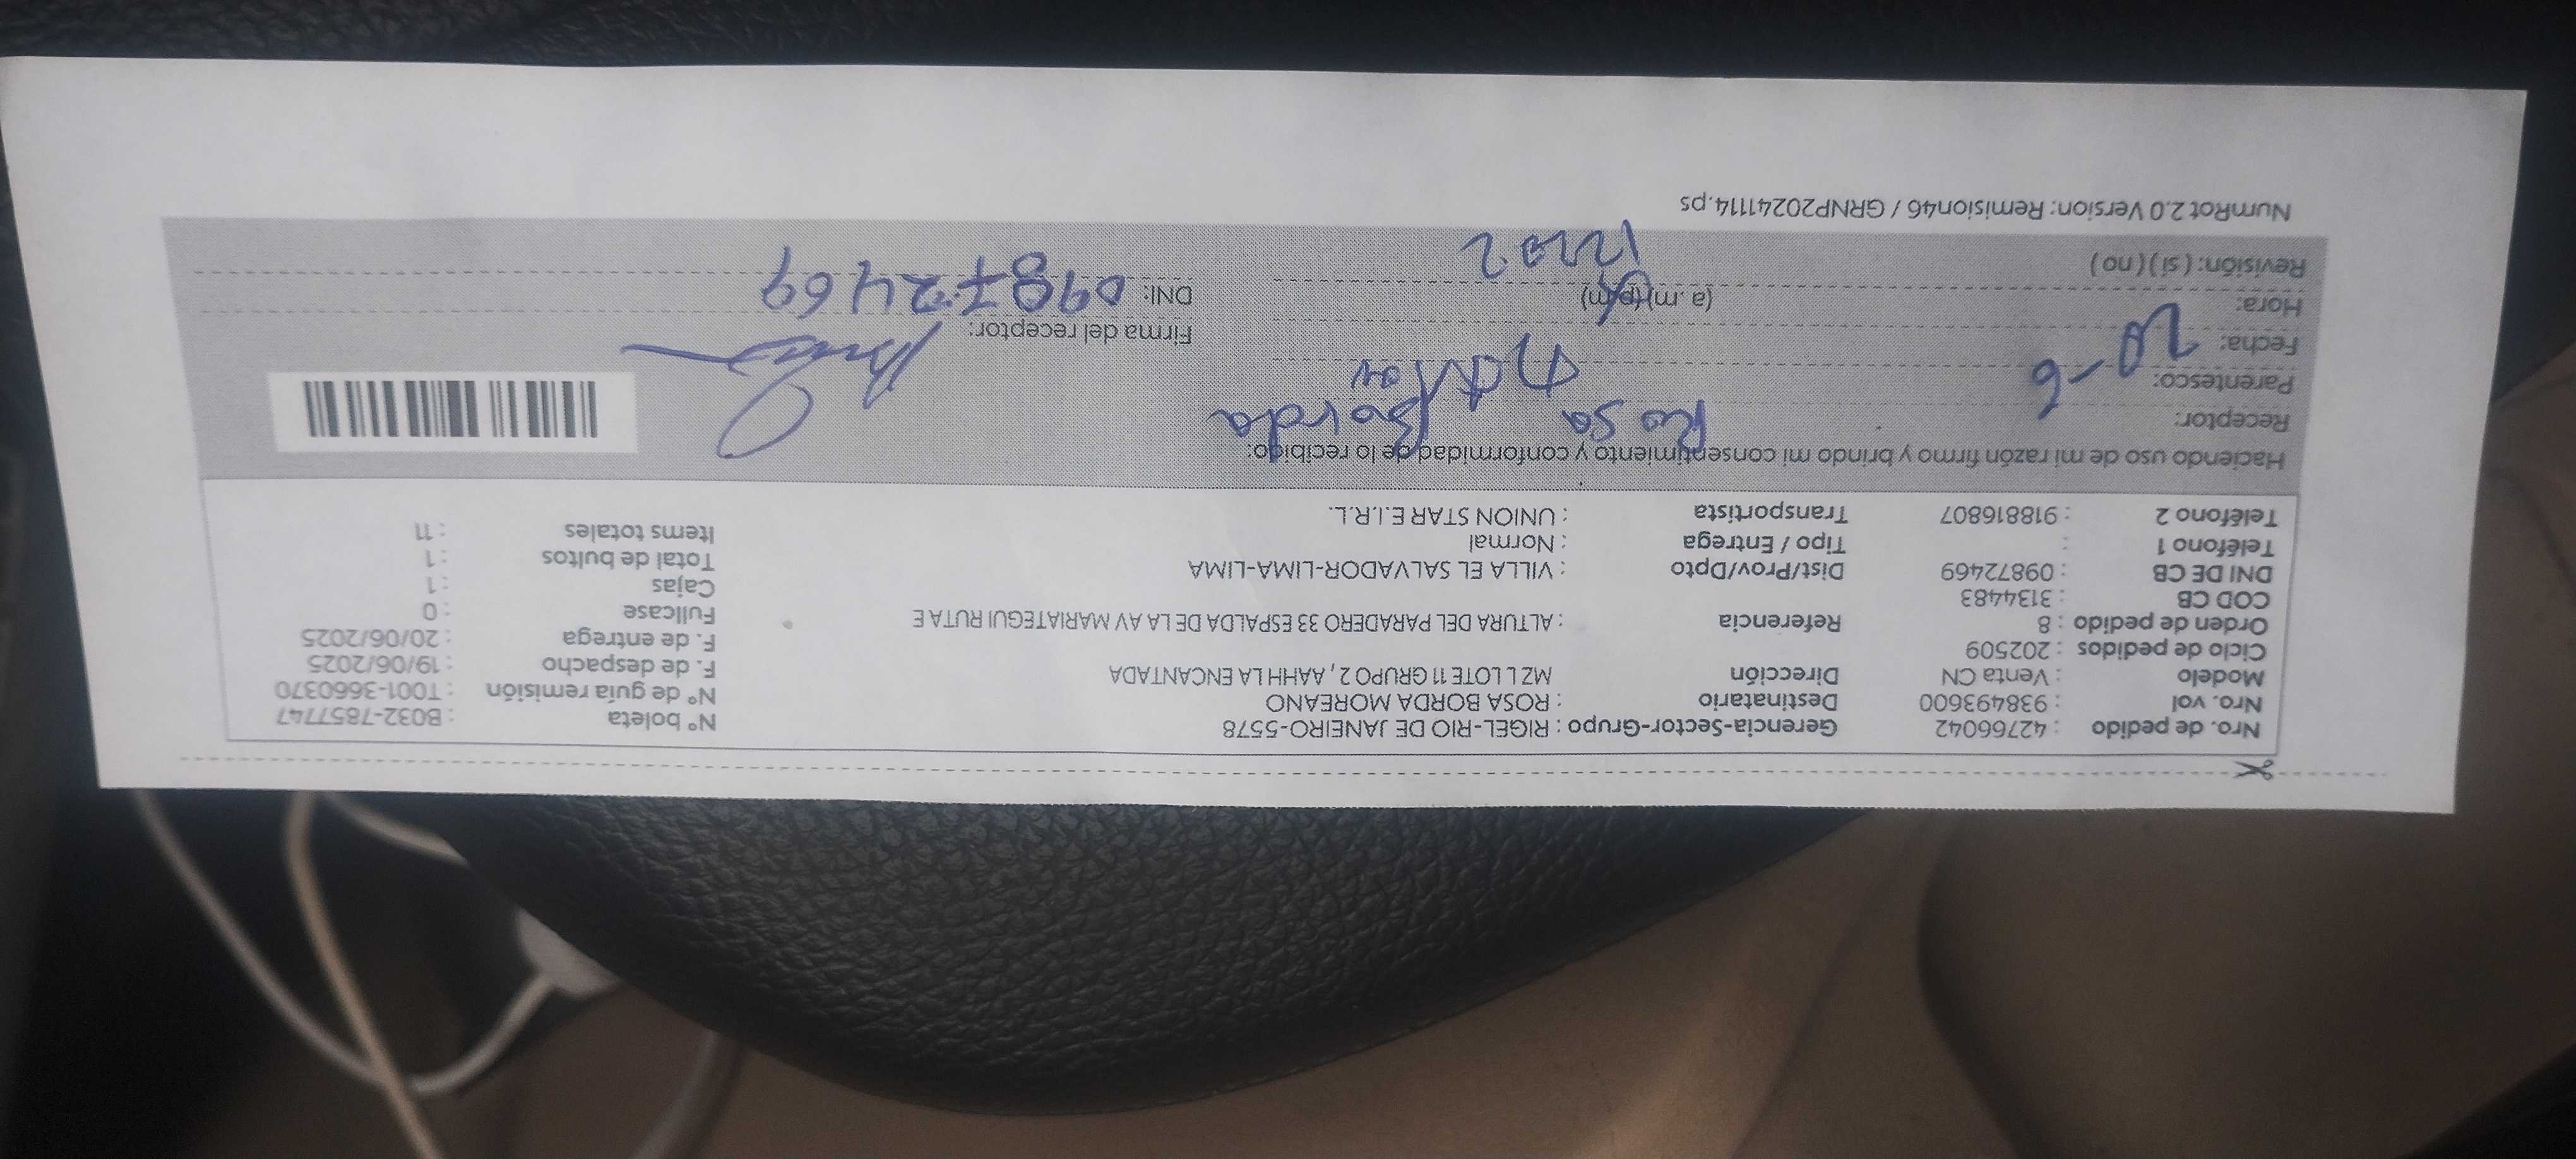 Nro. de pedido : 42766042 Gerencia-Sector-Grupo : RIGEL-RIO DE JANEIRO-5578 N° boleta : B032-7857747
Nro. vol : 938493600 Destinatario : ROSA BORDA MOREANO N° de guía remisión : T001-3660370
Modelo : Venta CN Dirección MZ L LOTE 11 GRUPO 2 , AAHH LA ENCANTADA F. de despacho : 19/06/2025
Ciclo de pedidos : 202509 F. de entrega : 20/06/2025
Orden de pedido : 8 Referencia : ALTURA DEL PARADERO 33 ESPALDA DE LA AV MARIATEGUI RUTA E Fullcase : 0
COD CB : 3134483 Cajas : 1
DNI DE CB : 09872469 Dist/Prov/Dpto : VILLA EL SALVADOR-LIMA-LIMA Total de bultos : 1
Teléfono 1 : Tipo / Entrega : Normal Items totales : 11
Teléfono 2 : 918816807 Transportista : UNION STAR E.I.R.L.
Haciendo uso de mi razón firmo y brindo mi consentimiento y conformidad de lo recibido:
Receptor: Rosa Borda
Parentesco:
Fecha: 20-6 Firma del receptor:
Hora: (a .m) (p.m) DNI: 09872469
Revisión: ( sí ) ( no )
NumRot 2.0 Version: Remision46 / GRNP20241114.ps